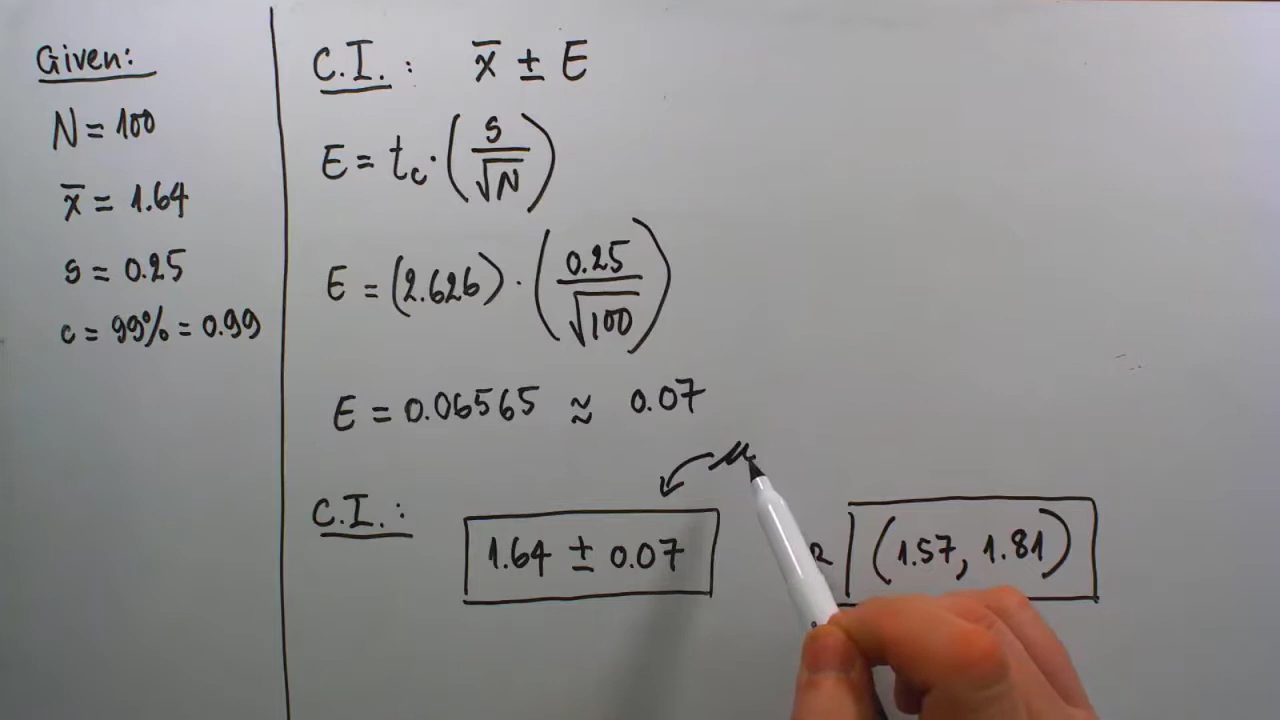 Given:
N = 100
x̄ = 1.64
s = 0.25
c = 99% = 0.99
C.I. : x̄ ± E
E = t_c · (s/√N)
E = (2.626) · (0.25/√100)
E = 0.06565 ≈ 0.07
μ
C.I. : 1.64 ± 0.07 (1.57, 1.81)